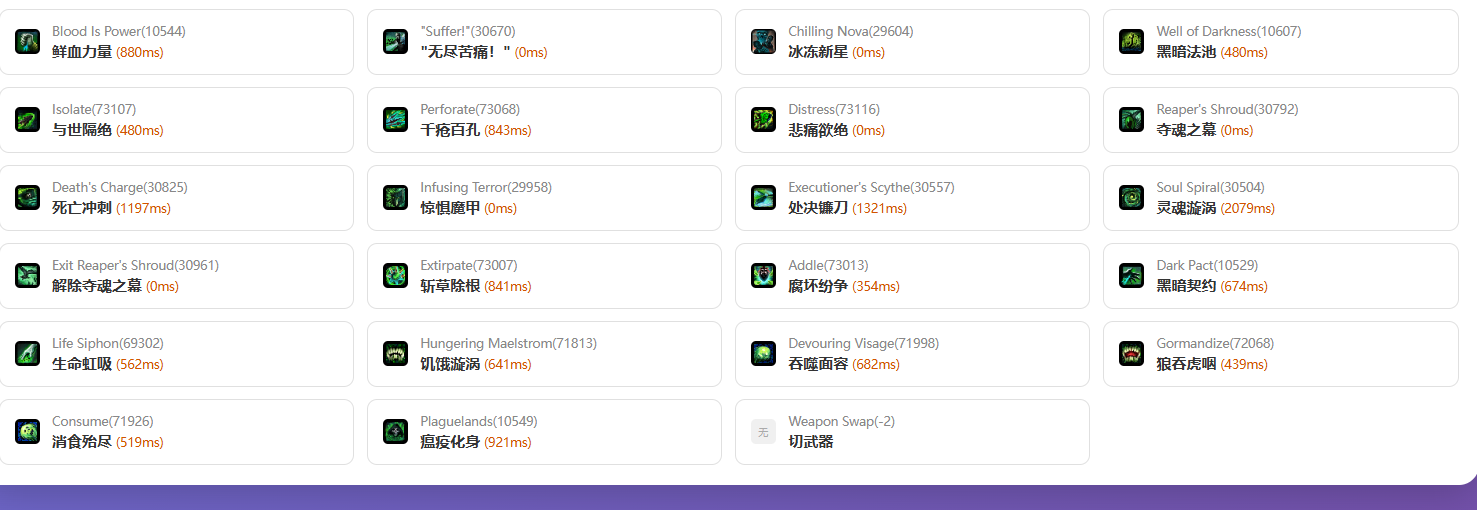 Blood Is Power(10544)
鲜血力量 (880ms)
"Suffer!"(30670)
"无尽苦痛！" (0ms)
Chilling Nova(29604)
冰冻新星 (0ms)
Well of Darkness(10607)
黑暗法池 (480ms)
Isolate(73107)
与世隔绝 (480ms)
Perforate(73068)
千疮百孔 (843ms)
Distress(73116)
悲痛欲绝 (0ms)
Reaper's Shroud(30792)
夺魂之幕 (0ms)
Death's Charge(30825)
死亡冲刺 (1197ms)
Infusing Terror(29958)
惊惧魔甲 (0ms)
Executioner's Scythe(30557)
处决镰刀 (1321ms)
Soul Spiral(30504)
灵魂漩涡 (2079ms)
Exit Reaper's Shroud(30961)
解除夺魂之幕 (0ms)
Extirpate(73007)
斩草除根 (841ms)
Addle(73013)
腐坏纷争 (354ms)
Dark Pact(10529)
黑暗契约 (674ms)
Life Siphon(69302)
生命虹吸 (562ms)
Hungering Maelstrom(71813)
饥饿漩涡 (641ms)
Devouring Visage(71998)
吞噬面容 (682ms)
Gormandize(72068)
狼吞虎咽 (439ms)
Consume(71926)
消食殆尽 (519ms)
Plaguelands(10549)
瘟疫化身 (921ms)
无
Weapon Swap(-2)
切武器